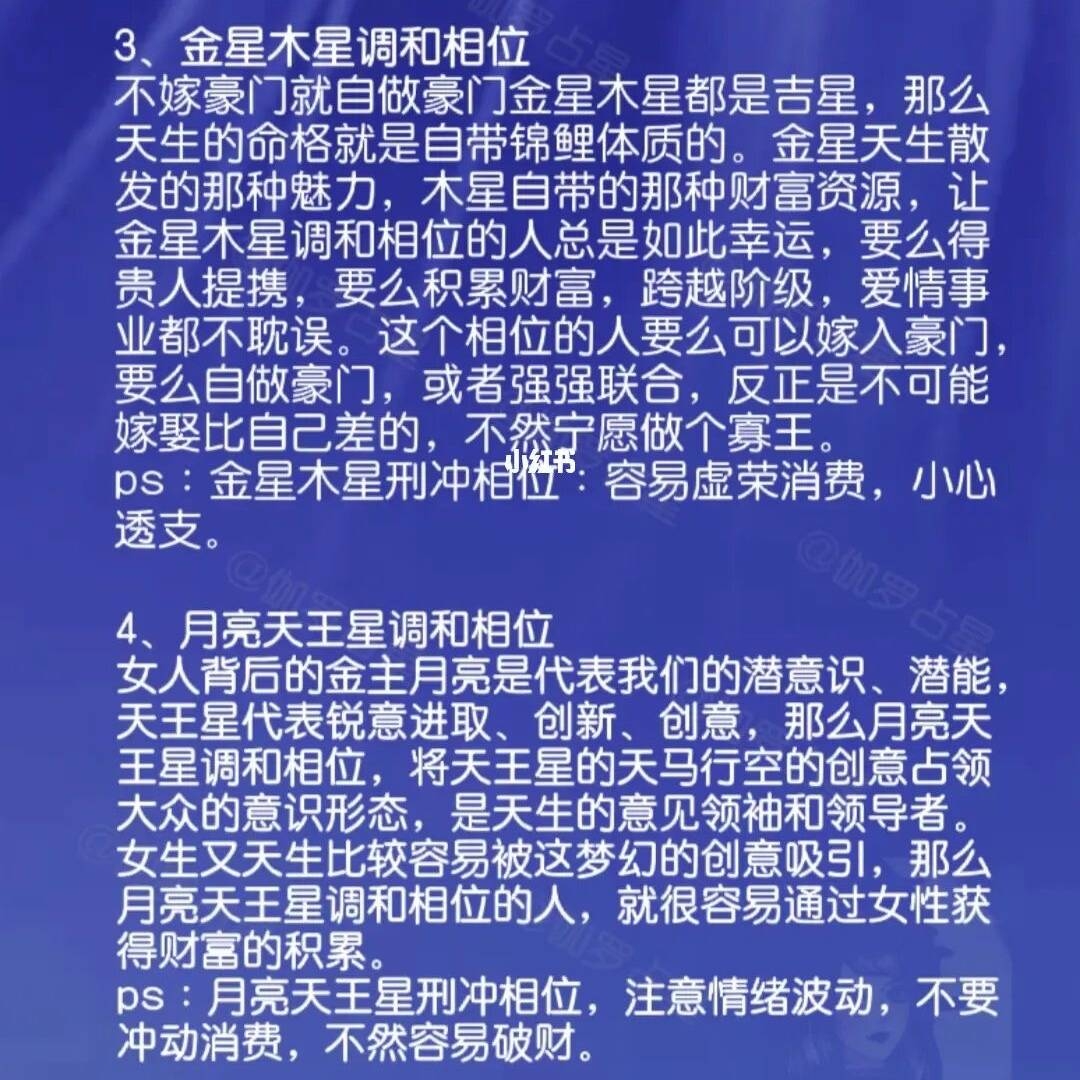 3、金星木星调和相位
不嫁豪门就自做豪门金星木星都是吉星，那么
天生的命格就是自带锦鲤体质的。金星天生散
发的那种魅力，木星自带的那种财富资源，让
金星木星调和相位的人总是如此幸运，要么得
贵人提携，要么积累财富，跨越阶级，爱情事
业都不耽误。这个相位的人要么可以嫁入豪门，
要么自做豪门，或者强强联合，反正是不可能
嫁娶比自己差的，不然宁愿做个寡王。
小红书
ps：金星木星刑冲相位：容易虚荣消费，小心
透支。
@伽罗占星
@伽罗占星
4、月亮天王星调和相位
女人背后的金主月亮是代表我们的潜意识、潜能，
天王星代表锐意进取、创新、创意，那么月亮天
王星调和相位，将天王星的天马行空的创意占领
大众的意识形态，是天生的意见领袖和领导者。
女生又天生比较容易被这梦幻的创意吸引，那么
月亮天王星调和相位的人，就很容易通过女性获
得财富的积累。
ps：月亮天王星刑冲相位，注意情绪波动，不要
冲动消费，不然容易破财。